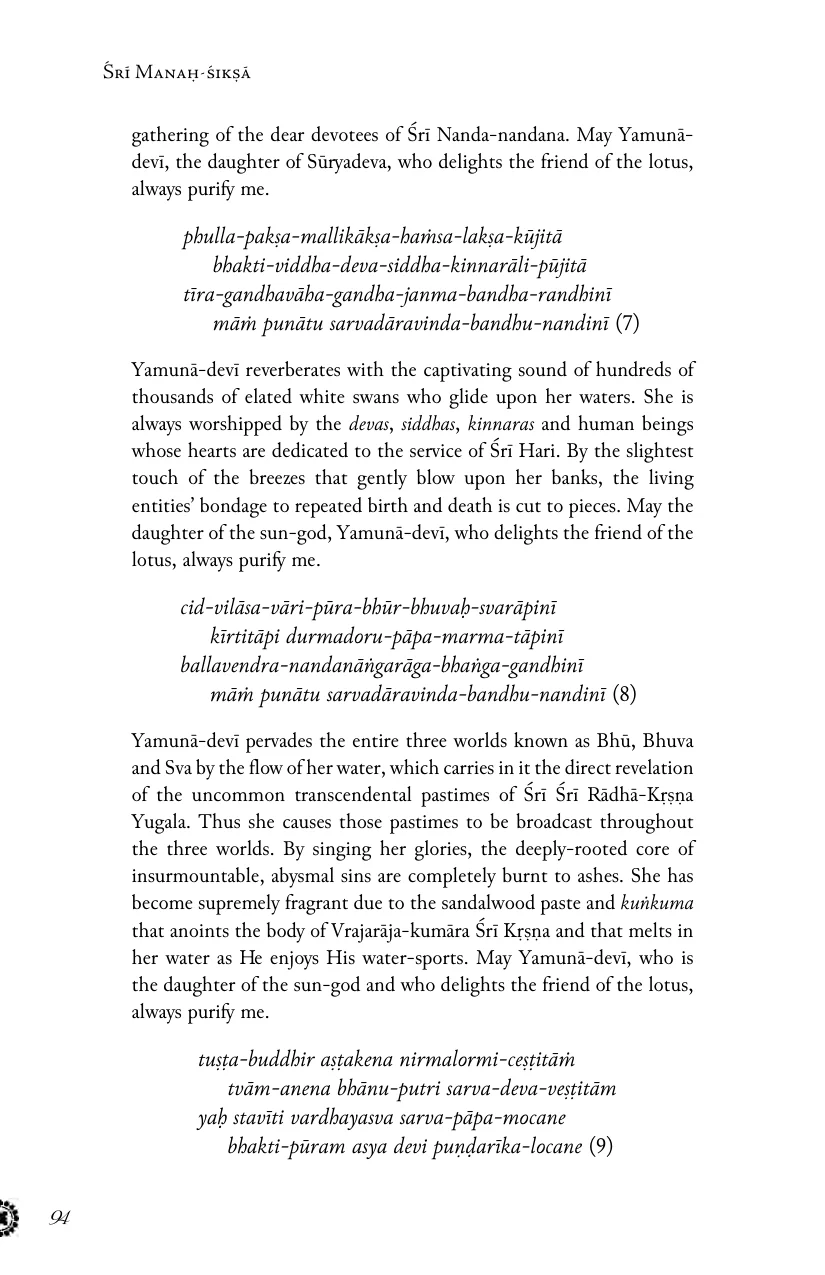 Śrī Manaḥ-śikṣā
gathering of the dear devotees of Śrī Nanda-nandana. May Yamunā-
devī, the daughter of Sūryadeva, who delights the friend of the lotus,
always purify me.
phulla-pakṣa-mallikākṣa-haṁsa-lakṣa-kūjitā
bhakti-viddha-deva-siddha-kinnarāli-pūjitā
tīra-gandhavāha-gandha-janma-bandha-randhinī
māṁ punātu sarvadāravinda-bandhu-nandinī (7)
Yamunā-devī reverberates with the captivating sound of hundreds of
thousands of elated white swans who glide upon her waters. She is
always worshipped by the devas, siddhas, kinnaras and human beings
whose hearts are dedicated to the service of Śrī Hari. By the slightest
touch of the breezes that gently blow upon her banks, the living
entities’ bondage to repeated birth and death is cut to pieces. May the
daughter of the sun-god, Yamunā-devī, who delights the friend of the
lotus, always purify me.
cid-vilāsa-vāri-pūra-bhūr-bhuvaḥ-svarāpinī
kīrtitāpi durmadoru-pāpa-marma-tāpinī
ballavendra-nandanāṅgarāga-bhaṅga-gandhinī
māṁ punātu sarvadāravinda-bandhu-nandinī (8)
Yamunā-devī pervades the entire three worlds known as Bhū, Bhuva
and Sva by the flow of her water, which carries in it the direct revelation
of the uncommon transcendental pastimes of Śrī Śrī Rādhā-Kṛṣṇa
Yugala. Thus she causes those pastimes to be broadcast throughout
the three worlds. By singing her glories, the deeply-rooted core of
insurmountable, abysmal sins are completely burnt to ashes. She has
become supremely fragrant due to the sandalwood paste and kuṅkuma
that anoints the body of Vrajarāja-kumāra Śrī Kṛṣṇa and that melts in
her water as He enjoys His water-sports. May Yamunā-devī, who is
the daughter of the sun-god and who delights the friend of the lotus,
always purify me.
tuṣṭa-buddhir aṣṭakena nirmalormi-ceṣṭitāṁ
tvām-anena bhānu-putri sarva-deva-veṣṭitām
yaḥ stavīti vardhayasva sarva-pāpa-mocane
bhakti-pūram asya devi puṇḍarīka-locane (9)
94